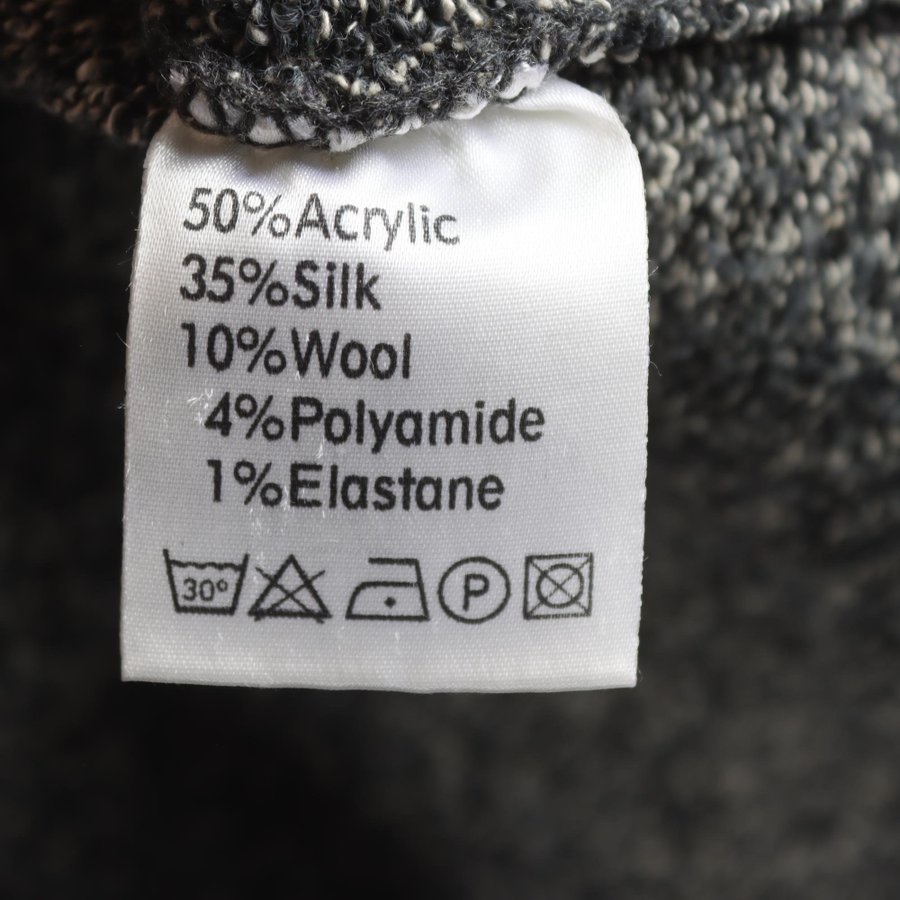 50%Acrylic
35%Silk
10%Wool
4%Polyamide
1%Elastane
30° P